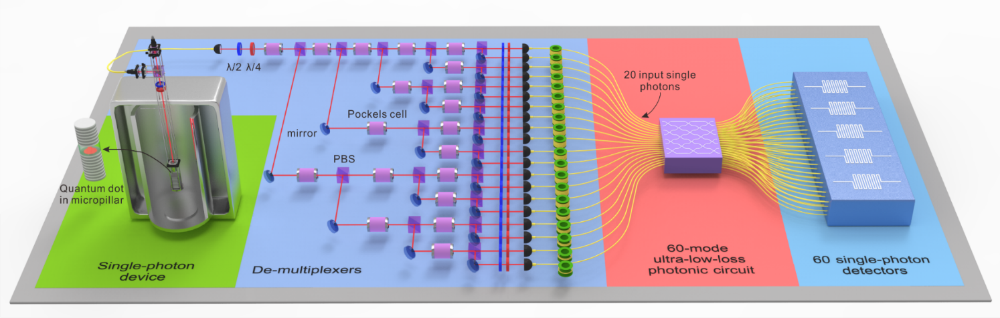 λ/2 λ/4
20 input single
photons
Pockels cell
mirror
PBS
Quantum dot
in micropillar
Single-photon
device
De-multiplexers
60-mode
ultra-low-loss
photonic circuit
60 single-photon
detectors